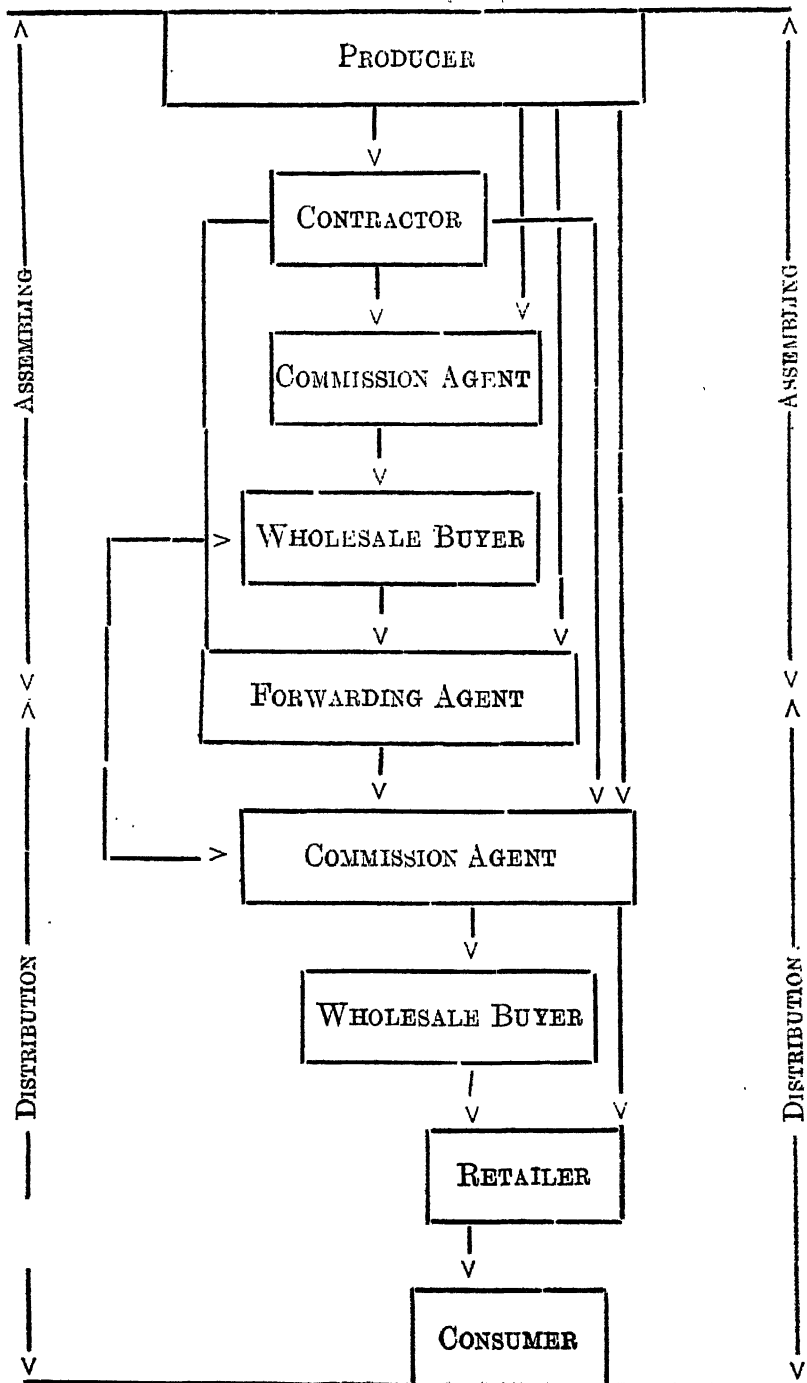 PRODUCER
CONTRACTOR
ASSEMBLING
ASSEMBLING
COMMISSION AGENT
WHOLESALE BUYER
FORWARDING AGENT
COMMISSION AGENT
DISTRIBUTION
DISTRIBUTION
WHOLESALE BUYER
RETAILER
CONSUMER